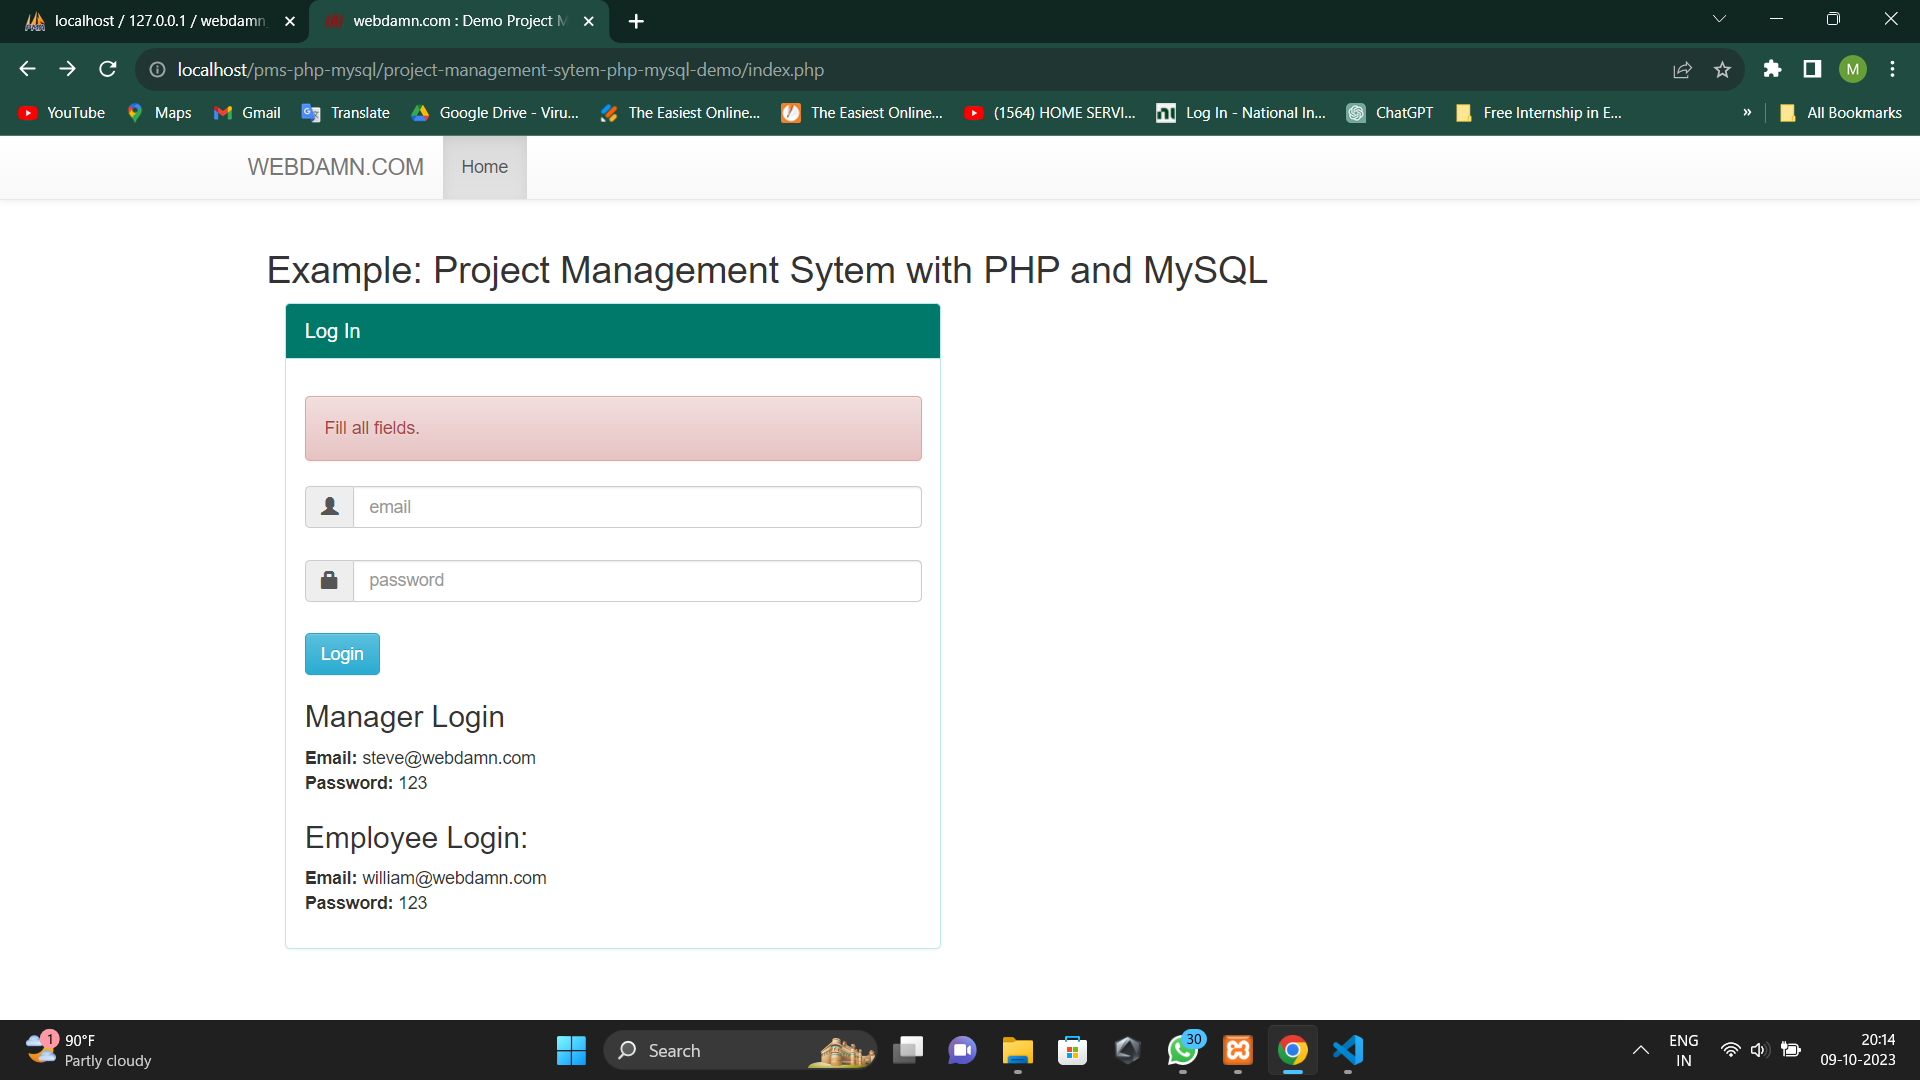 localhost / 127.0.0.1 / webdamn_
webdamn.com : Demo Project M
localhost/pms-php-mysql/project-management-sytem-php-mysql-demo/index.php
M
YouTube
Maps
Gmail
Translate
Google Drive - Viru...
The Easiest Online...
The Easiest Online...
(1564) HOME SERVI...
Log In - National In...
ChatGPT
Free Internship in E...
»
All Bookmarks
WEBDAMN.COM
Home
Example: Project Management Sytem with PHP and MySQL
Log In
Fill all fields.
email
password
Login
Manager Login
Email: steve@webdamn.com
Password: 123
Employee Login:
Email: william@webdamn.com
Password: 123
1
90°F
Partly cloudy
Search
30
ENG
IN
20:14
09-10-2023